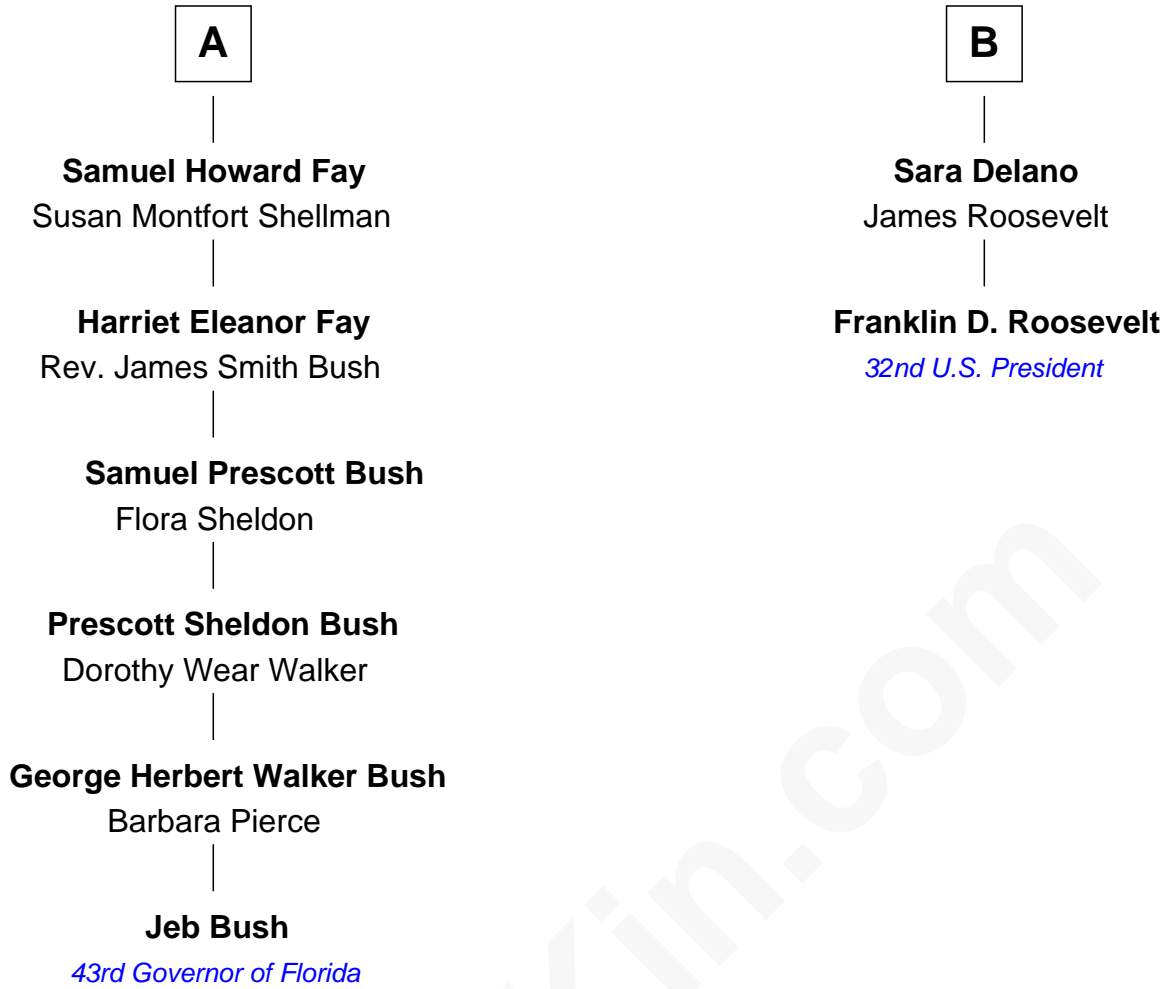 A
Samuel Howard Fay
Susan Montfort Shellman
Harriet Eleanor Fay
Rev. James Smith Bush
Samuel Prescott Bush
Flora Sheldon
Prescott Sheldon Bush
Dorothy Wear Walker
George Herbert Walker Bush
Barbara Pierce
Jeb Bush
43rd Governor of Florida
B
Sara Delano
James Roosevelt
Franklin D. Roosevelt
32nd U.S. President
Kin.com